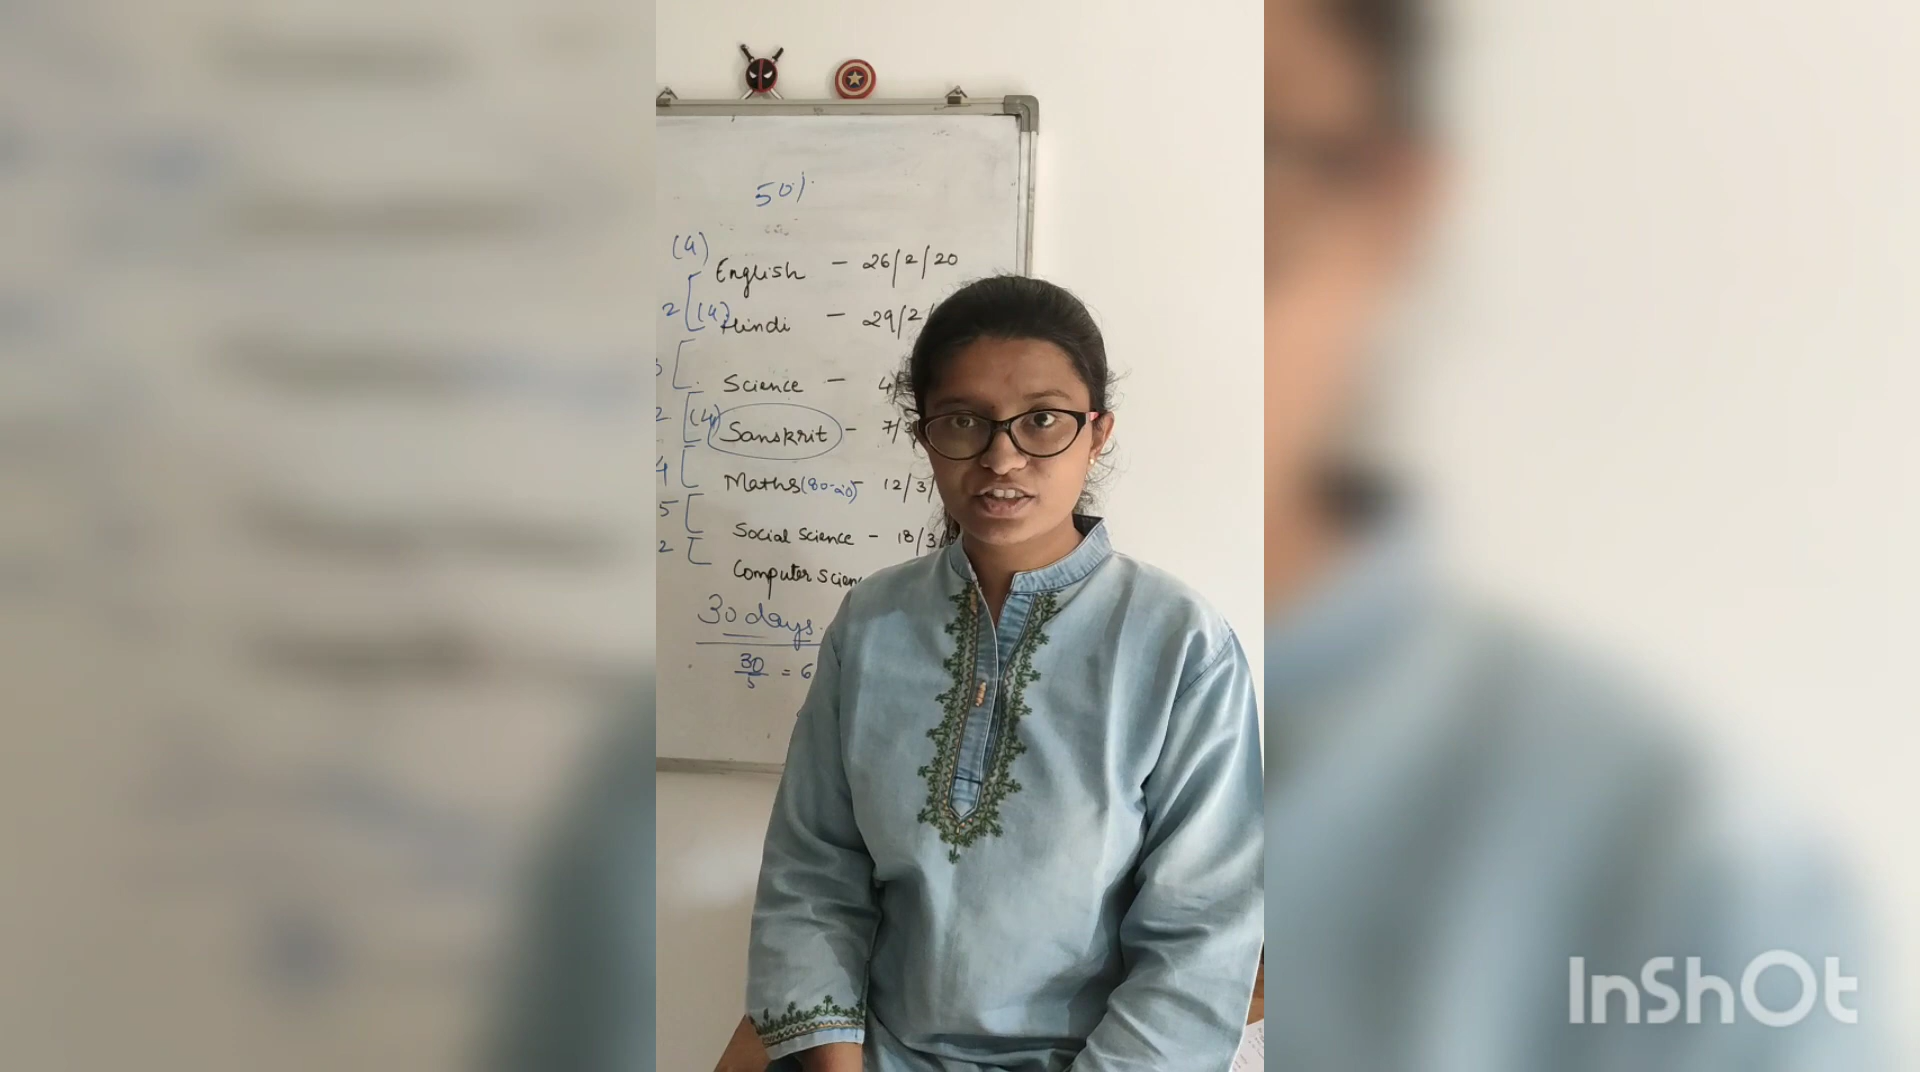 50%
(4)
English - 26/2/20
2 [(4) Hindi - 29/2/
[ Science - 4/
2 [(4) Sanskrit - 7/3
4 [ Maths (80-20) - 12/3/
5 [ Social science - 18/3/
2 [ Computer Scien
30 days.
30/5 = 6
InShOt